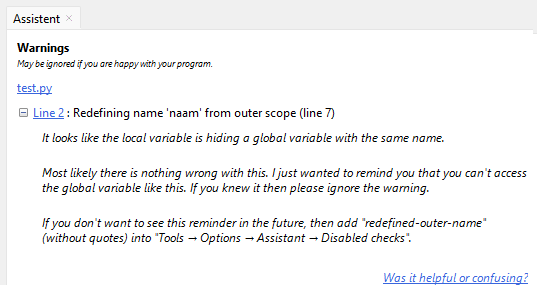 Assistent ×
Warnings
May be ignored if you are happy with your program.
test.py
Line 2 : Redefining name 'naam' from outer scope (line 7)
It looks like the local variable is hiding a global variable with the same name.
Most likely there is nothing wrong with this. I just wanted to remind you that you can't access
the global variable like this. If you knew it then please ignore the warning.
If you don't want to see this reminder in the future, then add "redefined-outer-name"
(without quotes) into "Tools → Options → Assistant → Disabled checks".
Was it helpful or confusing?